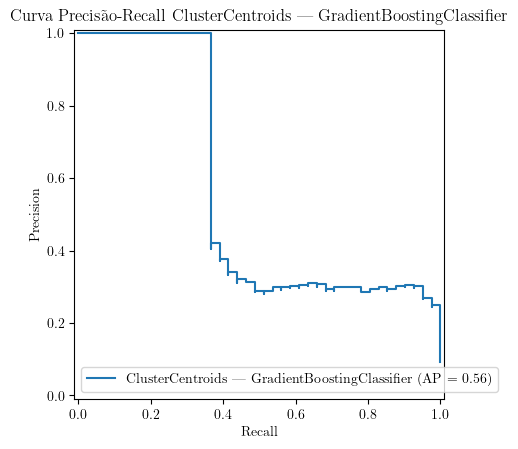 Curva Precisão-Recall ClusterCentroids — GradientBoostingClassifier
1.0
0.8
0.6
0.4
0.2
0.0
Precision
ClusterCentroids — GradientBoostingClassifier (AP = 0.56)
0.0 0.2 0.4 0.6 0.8 1.0
Recall